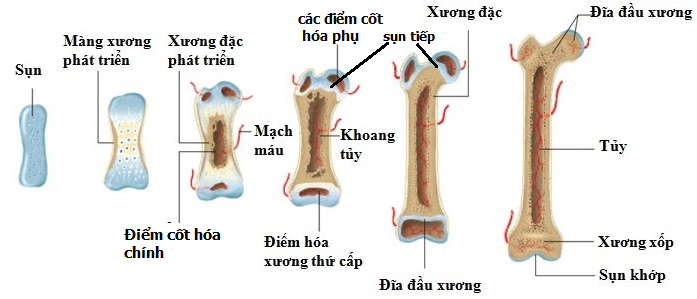 Sụn
Màng xương
phát triển
Xương đặc
phát triển
Điểm cốt hóa
chính
Mạch
máu
các điểm cốt
hóa phụ
sụn tiếp
Khoang
tủy
Điểm hóa
xương thứ cấp
Xương đặc
Đĩa đầu xương
Đĩa đầu xương
Tủy
Xương xốp
Sụn khớp